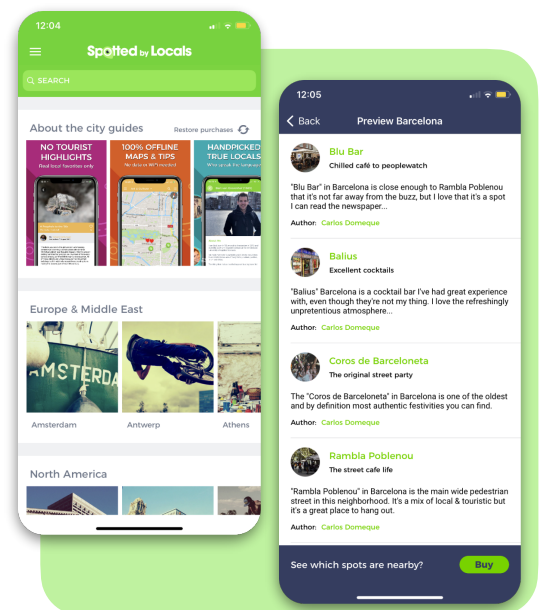 12:04
Spotted by Locals
SEARCH
About the city guides
Restore purchases
NO TOURIST
HIGHLIGHTS
Real local favorites only
100% OFFLINE
MAPS & TIPS
No data or WiFi needed
HANDPICKED
TRUE LOCALS
Europe & Middle East
AMSTERDA
Amsterdam
Antwerp
Athens
North America
12:05
Back
Preview Barcelona
Blu Bar
Chilled café to peoplewatch
"Blu Bar" in Barcelona is close enough to Rambla Poblenou
that it's not far away from the buzz, but I love that it's a spot
I can read the newspaper...
Author: Carlos Domeque
Balius
Excellent cocktails
"Balius" Barcelona is a cocktail bar I've had great experience
with, even though they're not my thing. I love the refreshingly
unpretentious atmosphere...
Author: Carlos Domeque
Coros de Barceloneta
The original street party
The "Coros de Barceloneta" in Barcelona is one of the oldest
and by definition most authentic festivities you can find.
Author: Carlos Domeque
Rambla Poblenou
The street cafe life
"Rambla Poblenou" in Barcelona is the main wide pedestrian
street in this neighborhood. It's a mix of local & touristic but
it's a great place to hang out.
Author: Carlos Domeque
See which spots are nearby?
Buy